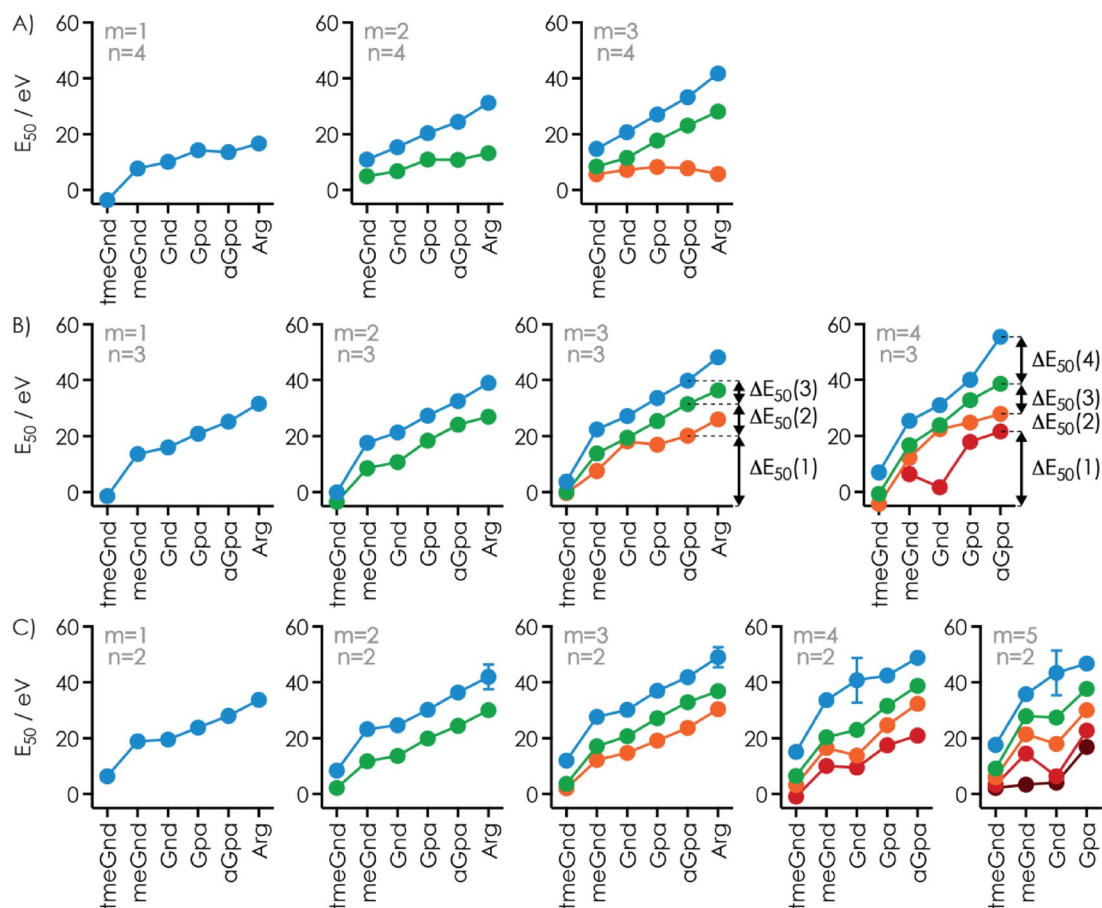 A)
E50 / eV
60
40
20
0
m=1
n=4
tmeGnd
meGnd
Gnd
Gpa
aGpa
Arg
60
40
20
0
m=2
n=4
meGnd
Gnd
Gpa
aGpa
Arg
60
40
20
0
m=3
n=4
meGnd
Gnd
Gpa
aGpa
Arg
B)
E50 / eV
60
40
20
0
m=1
n=3
tmeGnd
meGnd
Gnd
Gpa
aGpa
Arg
60
40
20
0
m=2
n=3
tmeGnd
meGnd
Gnd
Gpa
aGpa
Arg
60
40
20
0
m=3
n=3
ΔE50(3)
ΔE50(2)
ΔE50(1)
tmeGnd
meGnd
Gnd
Gpa
aGpa
Arg
60
40
20
0
m=4
n=3
ΔE50(4)
ΔE50(3)
ΔE50(2)
ΔE50(1)
tmeGnd
meGnd
Gnd
Gpa
aGpa
C)
E50 / eV
60
40
20
0
m=1
n=2
tmeGnd
meGnd
Gnd
Gpa
aGpa
Arg
60
40
20
0
m=2
n=2
tmeGnd
meGnd
Gnd
Gpa
aGpa
Arg
60
40
20
0
m=3
n=2
tmeGnd
meGnd
Gnd
Gpa
aGpa
Arg
60
40
20
0
m=4
n=2
tmeGnd
meGnd
Gnd
Gpa
aGpa
60
40
20
0
m=5
n=2
tmeGnd
meGnd
Gnd
Gpa